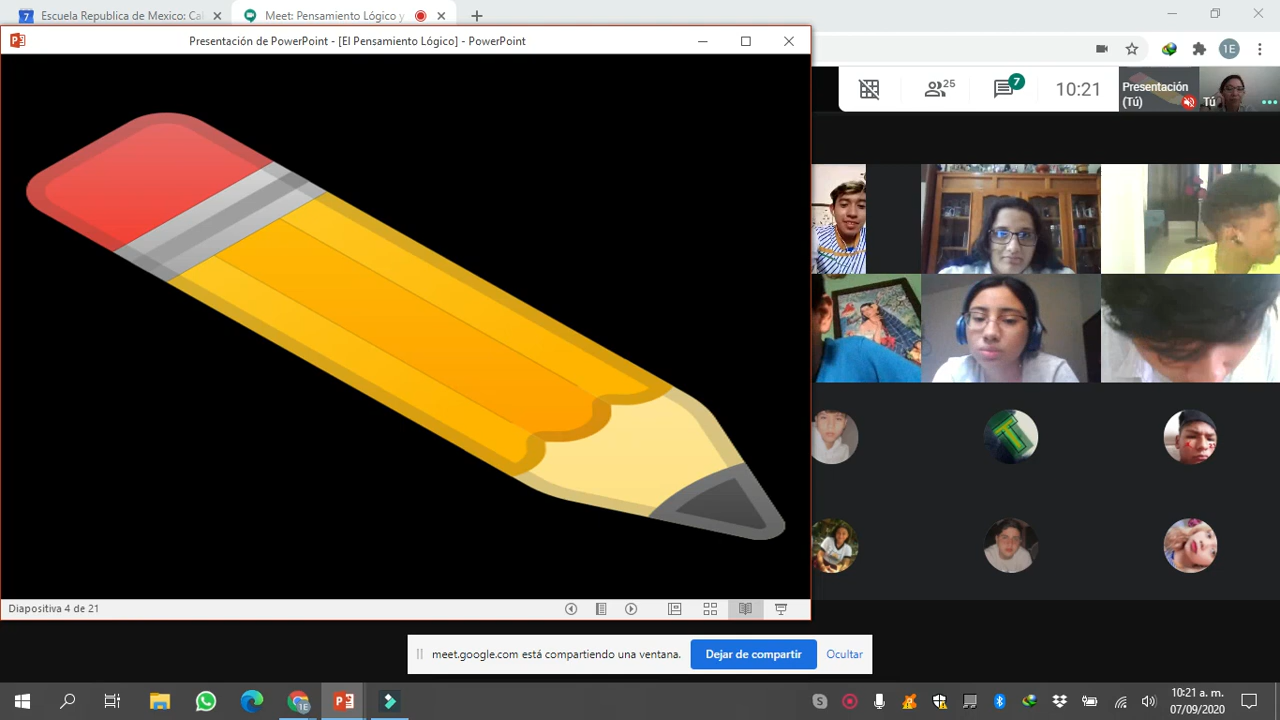 Escuela Republica de Mexico: Cal
Meet: Pensamiento Lógico y
Presentación de PowerPoint - [El Pensamiento Lógico] - PowerPoint
1E
25
7
10:21
Presentación
(Tú)
Tú
Diapositiva 4 de 21
meet.google.com está compartiendo una ventana.
Dejar de compartir
Ocultar
10:21 a. m.
07/09/2020